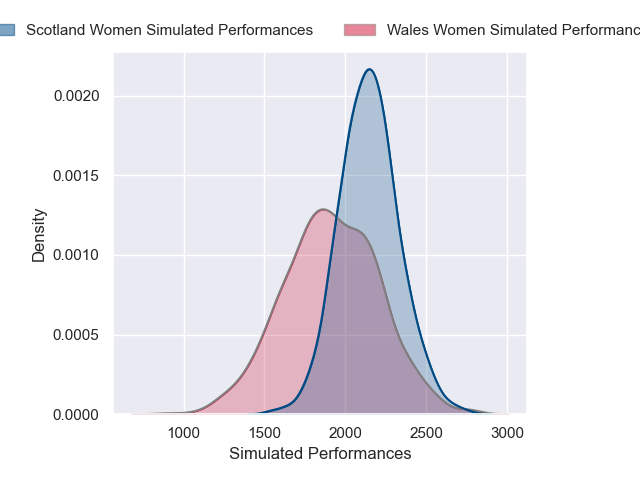 Scotland Women Simulated Performances
Wales Women Simulated
0.0020
0.0015
0.0010
0.0005
0.0000
Density
1000 1500 2000 2500 3000
Simulated Performances